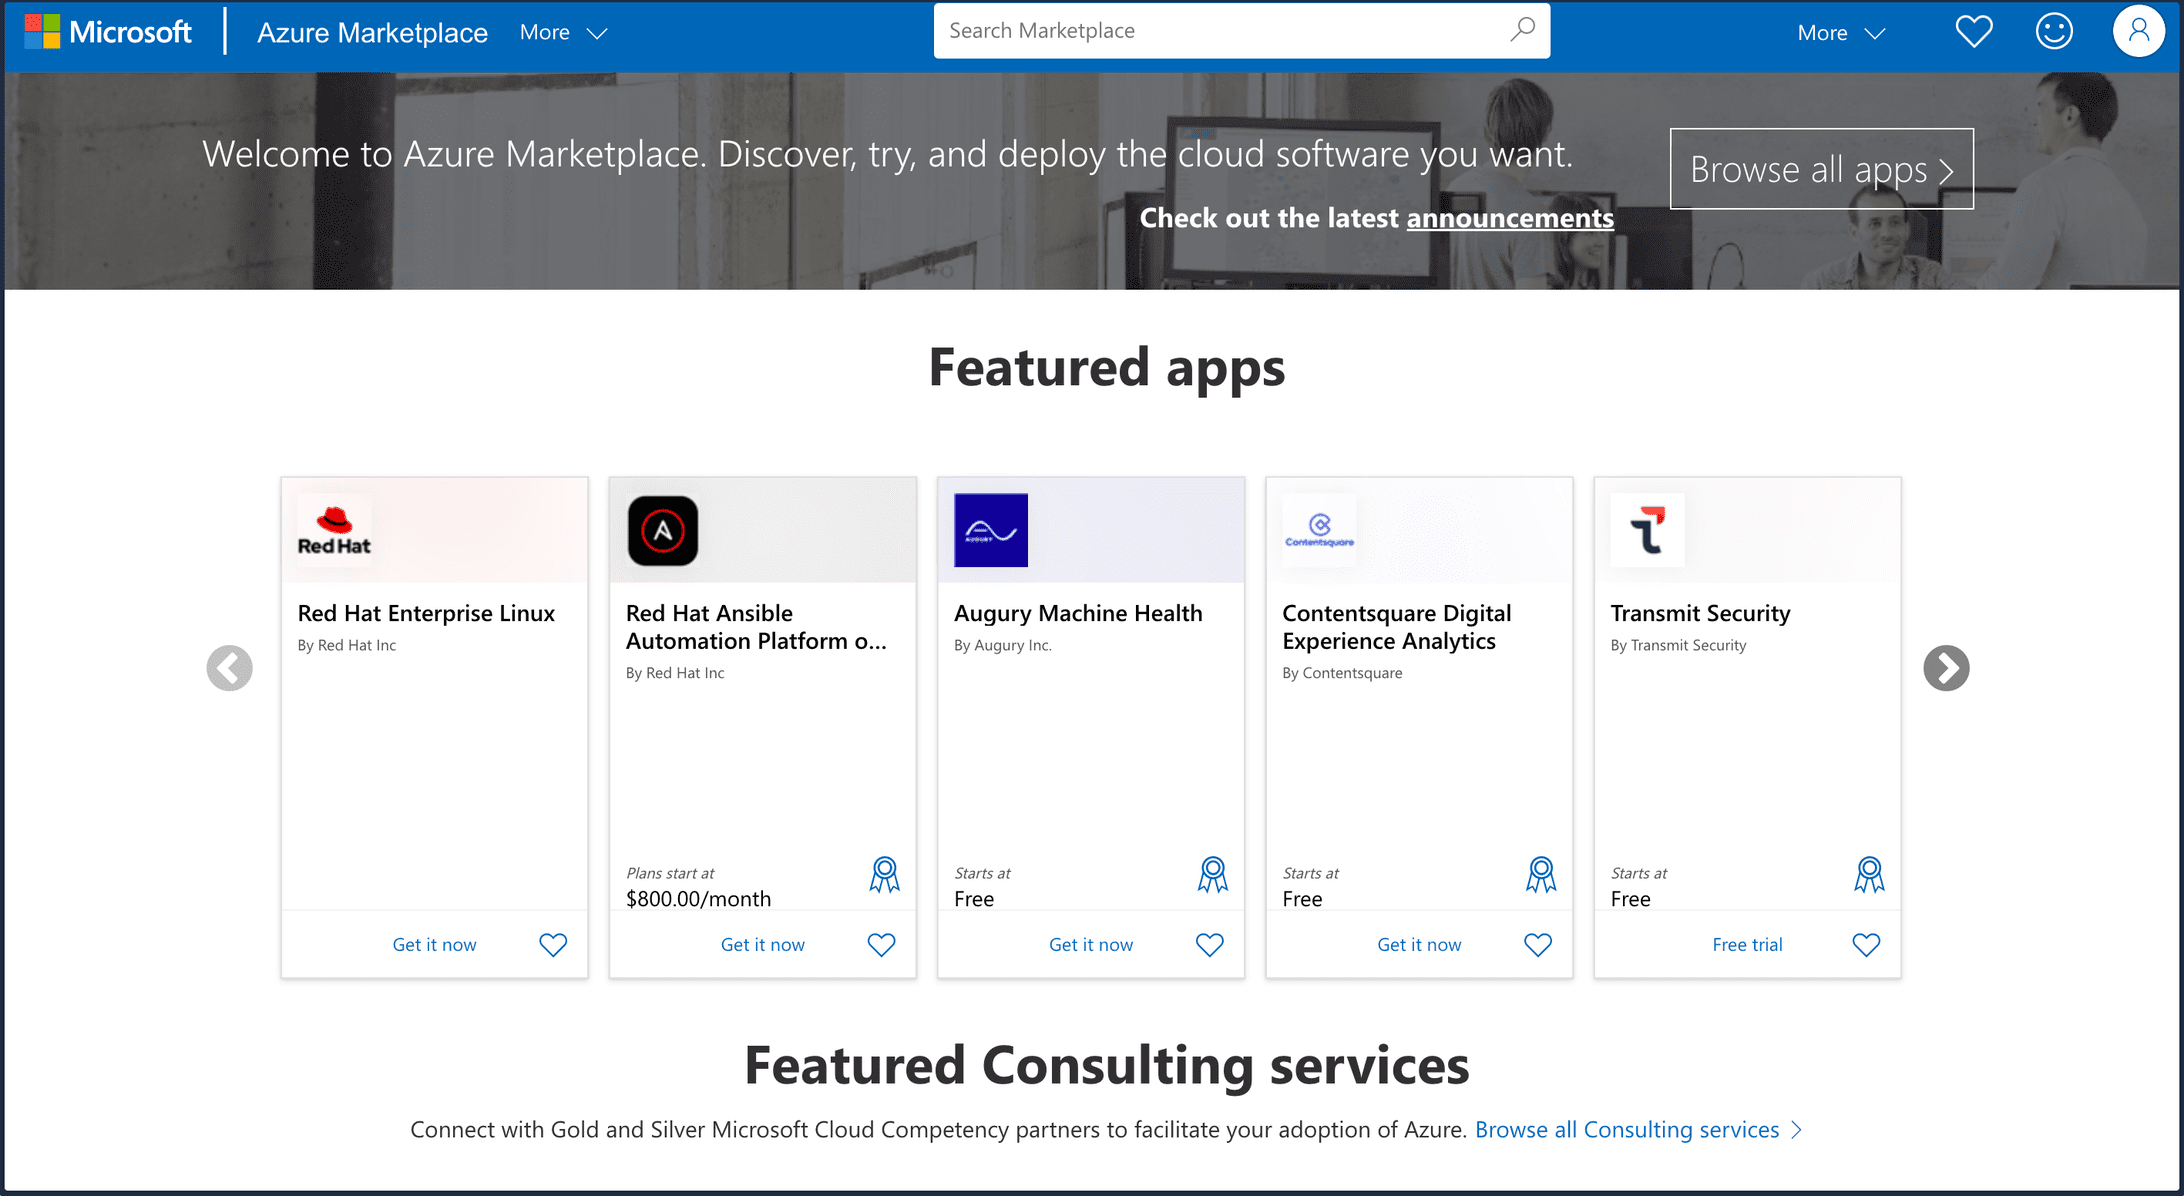 Microsoft
Azure Marketplace
More
Search Marketplace
More
Welcome to Azure Marketplace. Discover, try, and deploy the cloud software you want.
Browse all apps
Check out the latest announcements
Featured apps
Red Hat
Red Hat Enterprise Linux
By Red Hat Inc
Get it now
A
Red Hat Ansible
Automation Platform o...
By Red Hat Inc
Plans start at
$800.00/month
Get it now
AUGURY
Augury Machine Health
By Augury Inc.
Starts at
Free
Get it now
Contentsquare
Contentsquare Digital
Experience Analytics
By Contentsquare
Starts at
Free
Get it now
Transmit Security
By Transmit Security
Starts at
Free
Free trial
Featured Consulting services
Connect with Gold and Silver Microsoft Cloud Competency partners to facilitate your adoption of Azure. Browse all Consulting services